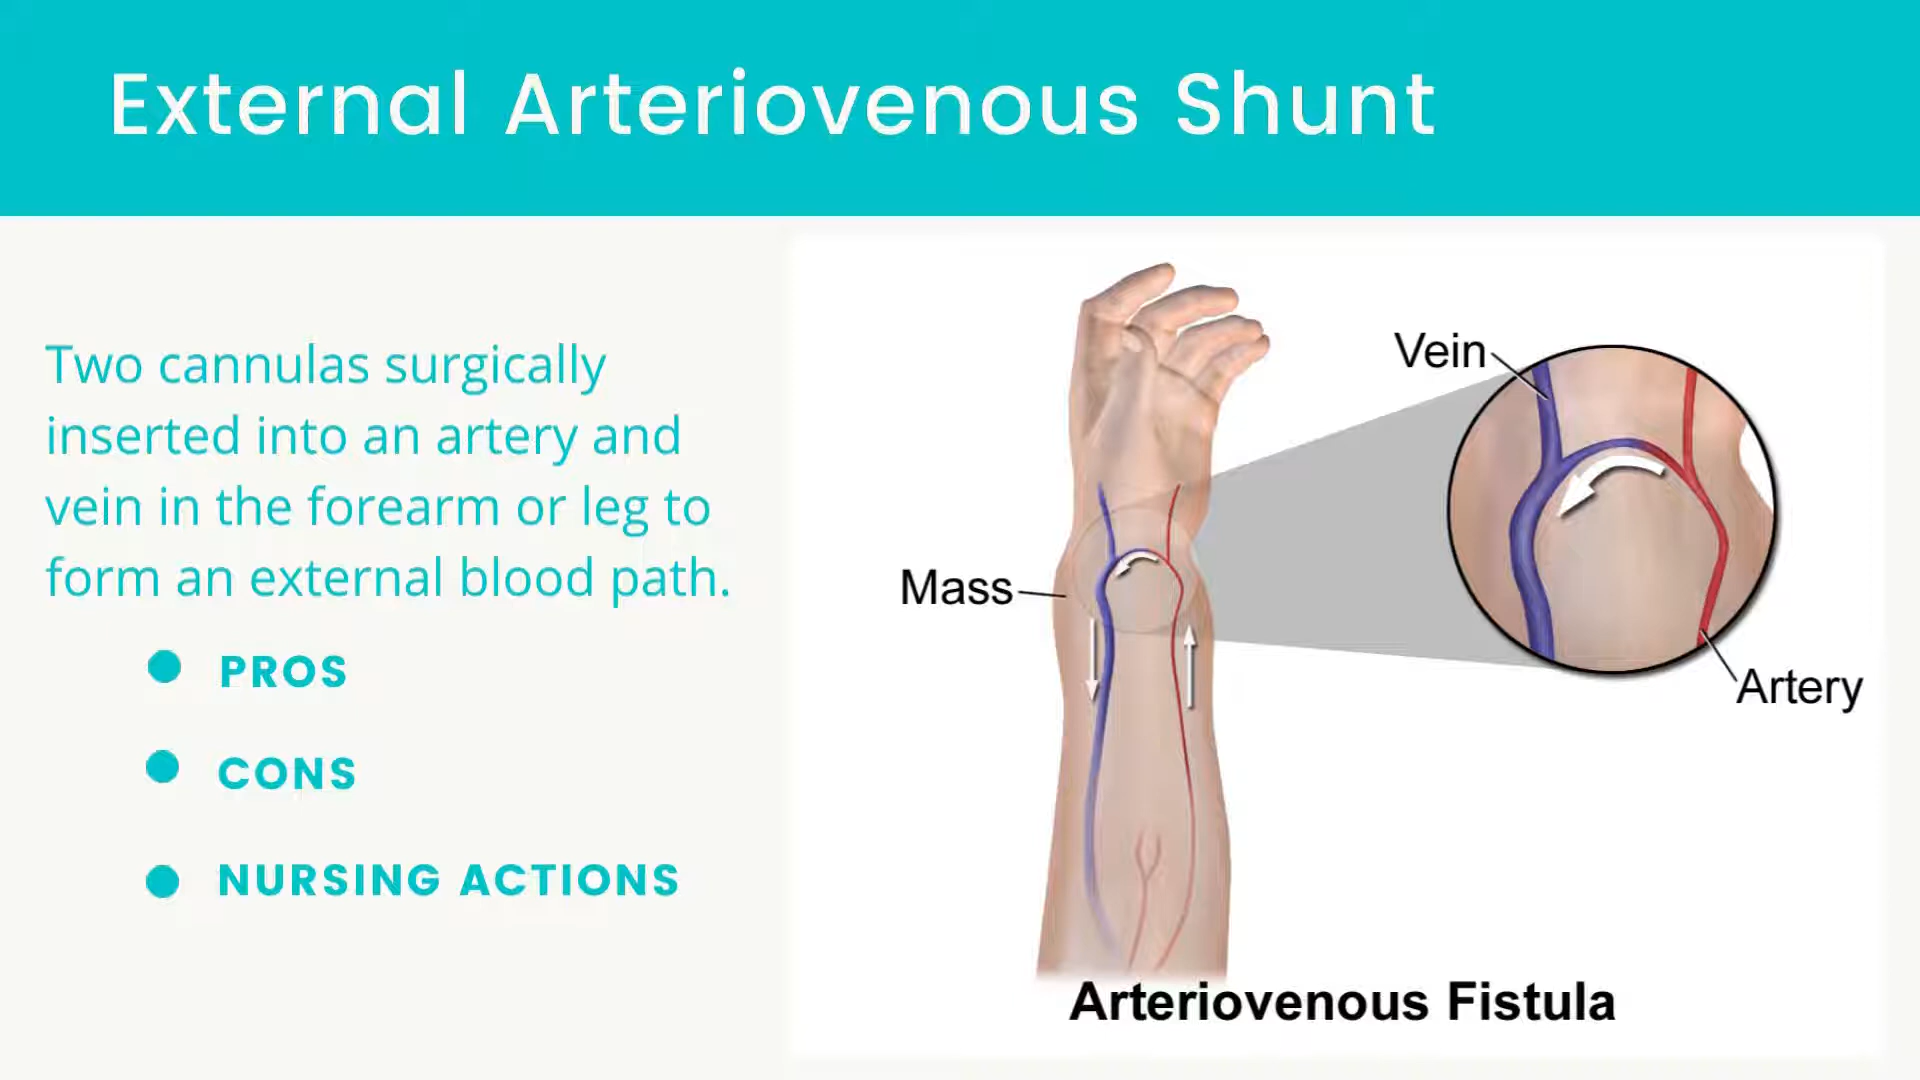 External Arteriovenous Shunt
Two cannulas surgically
inserted into an artery and
vein in the forearm or leg to
form an external blood path.
PROS
CONS
NURSING ACTIONS
Vein
Mass
Artery
Arteriovenous Fistula